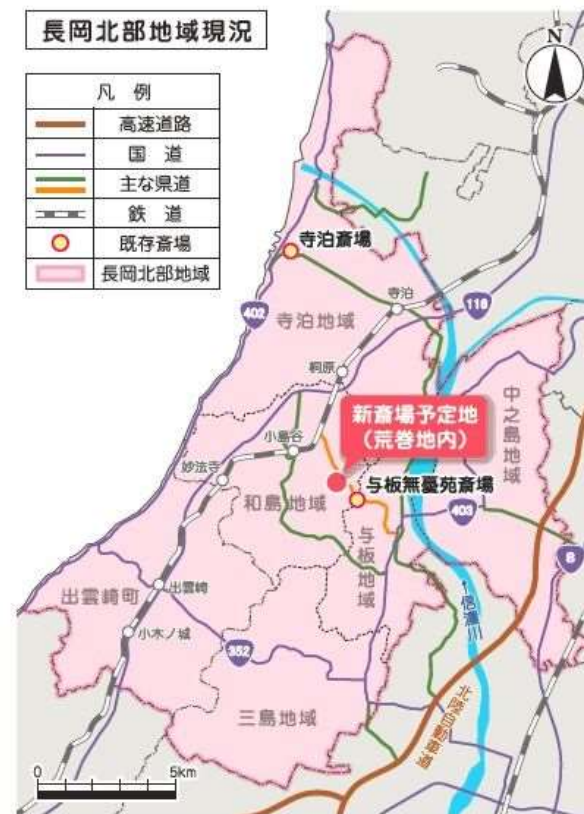 長岡北部地域現況
N
凡 例
高速道路
国 道
主な県道
鉄 道
既存斎場
長岡北部地域
寺泊斎場
寺泊
116
402
寺泊地域
桐原
中之島地域
新斎場予定地
（荒巻地内）
小島谷
妙法寺
与板無憂苑斎場
和島地域
403
与板地域
8
出雲崎町
出雲崎
←信濃川
小木ノ城
352
北陸自動車道
三島地域
0
5km